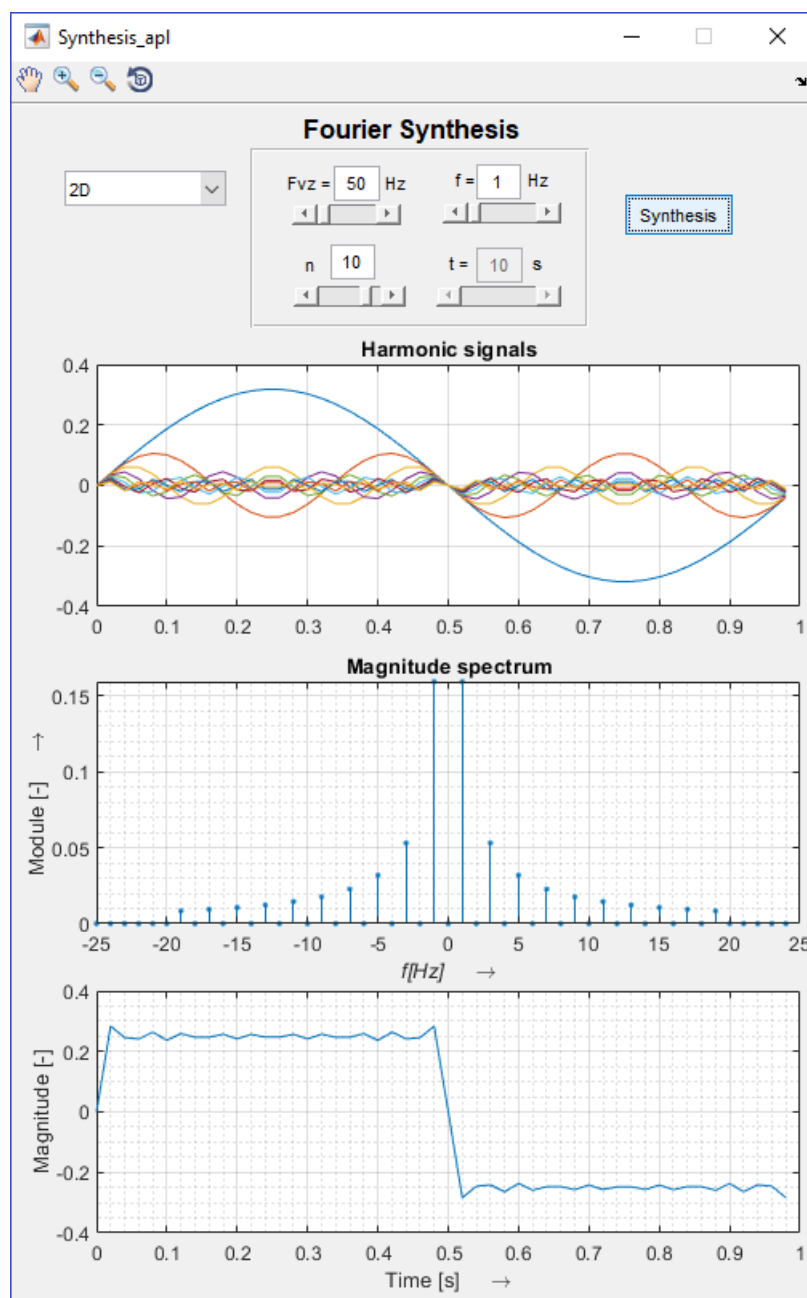 Synthesis_apl
Fourier Synthesis
2D
Fvz = 50 Hz
f = 1 Hz
Synthesis
n 10
t = 10 s
Harmonic signals
0.4
0.2
0
-0.2
-0.4
0 0.1 0.2 0.3 0.4 0.5 0.6 0.7 0.8 0.9 1
Magnitude spectrum
0.15
0.1
0.05
0
Module [-] →
-25 -20 -15 -10 -5 0 5 10 15 20 25
f[Hz] →
0.4
0.2
0
-0.2
-0.4
Magnitude [-]
0 0.1 0.2 0.3 0.4 0.5 0.6 0.7 0.8 0.9 1
Time [s] →